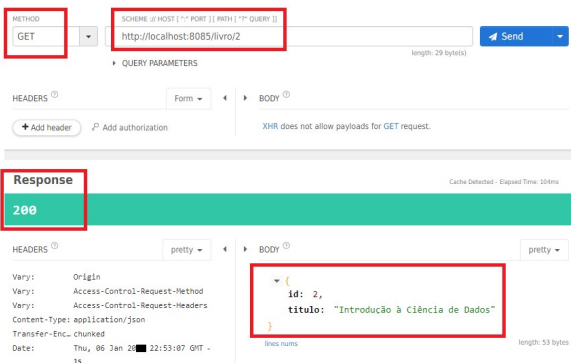 METHOD
SCHEME :// HOST [ ":" PORT ] [ PATH [ "?" QUERY ]]
GET
http://localhost:8085/livro/2
Send
length: 29 byte(s)
QUERY PARAMETERS
HEADERS
Form
BODY
+ Add header
Add authorization
XHR does not allow payloads for GET request.
Response
Cache Detected - Elapsed Time: 104ms
200
HEADERS
pretty
BODY
pretty
Vary: Origin
Vary: Access-Control-Request-Method
Vary: Access-Control-Request-Headers
Content-Type: application/json
Transfer-Enc… chunked
Date: Thu, 06 Jan 20 22:53:07 GMT -
{
id: 2,
titulo: "Introdução à Ciência de Dados"
}
lines nums
length: 53 bytes